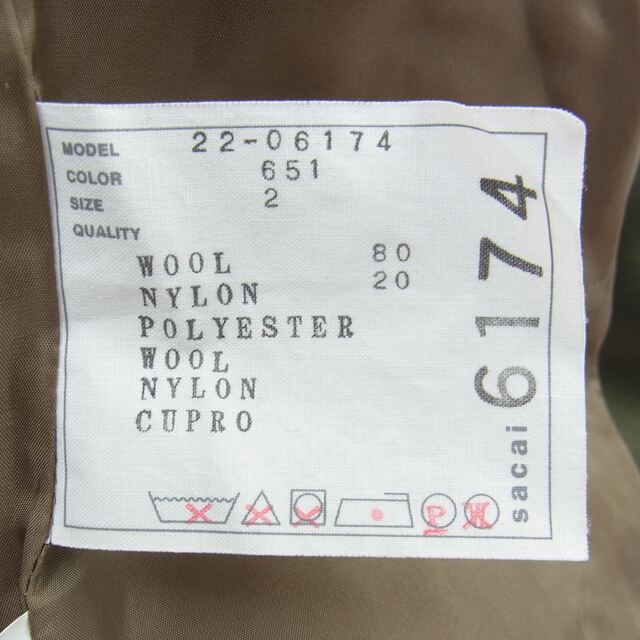 MODEL 22-06174
COLOR 651
SIZE 2
QUALITY
WOOL 80
NYLON 20
POLYESTER
WOOL
NYLON
CUPRO
P W
sacai 6174